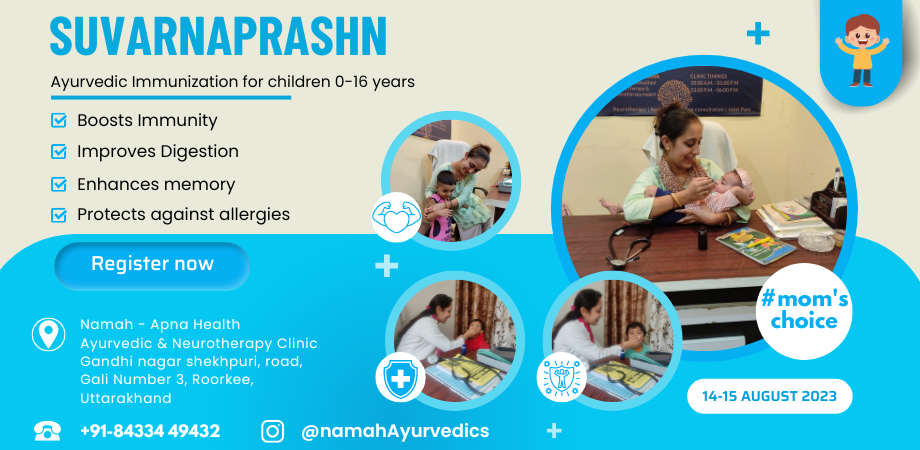 SUVARNAPRASHN
Ayurvedic Immunization for children 0-16 years
Boosts Immunity
Improves Digestion
Enhances memory
Protects against allergies
Register now
Namah - Apna Health
Ayurvedic & Neurotherapy Clinic
Gandhi nagar shekhpuri, road,
Gali Number 3, Roorkee,
Uttarakhand
+91-84334 49432
@namahAyurvedics
CLINIC TIMINGS
#mom's
choice
14-15 AUGUST 2023